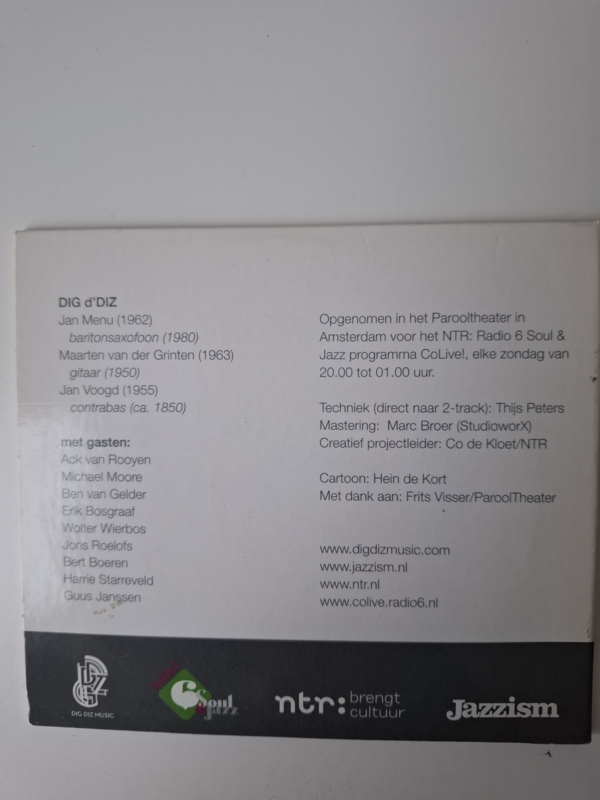 DIG d'DIZ
Jan Menu (1962)
baritonsaxofoon (1980)
Maarten van der Grinten (1963)
gitaar (1950)
Jan Voogd (1955)
contrabas (ca. 1850)
met gasten:
Ack van Rooyen
Michael Moore
Ben van Gelder
Erik Bosgraaf
Wolter Wierbos
Joris Roelofs
Bert Boeren
Harrie Starreveld
Guus Janssen
Opgenomen in het Parooltheater in
Amsterdam voor het NTR: Radio 6 Soul &
Jazz programma CoLive!, elke zondag van
20.00 tot 01.00 uur.
Techniek (direct naar 2-track): Thijs Peters
Mastering: Marc Broer (StudioworX)
Creatief projectleider: Co de Kloet/NTR
Cartoon: Hein de Kort
Met dank aan: Frits Visser/ParoolTheater
www.digdizmusic.com
www.jazzism.nl
www.ntr.nl
www.colive.radio6.nl
DIG DIZ MUSIC
6 Soul & jazz
ntr: brengt
cultuur
Jazzism